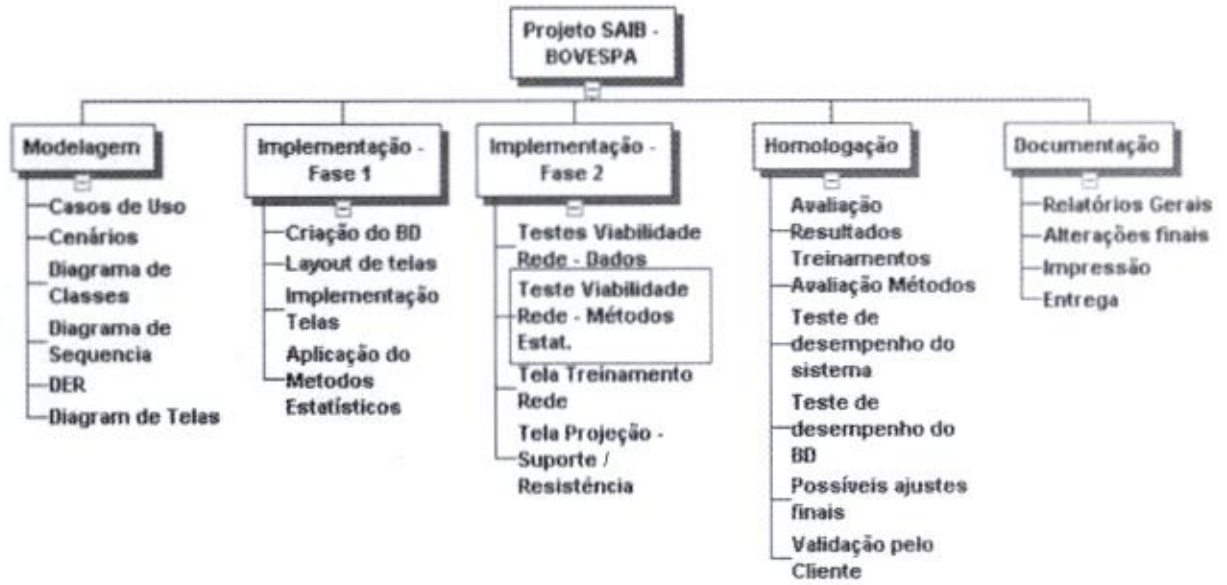 Projeto SAIB -
BOVESPA
Modelagem
Casos de Uso
Cenários
Diagrama de
Classes
Diagrama de
Sequencia
DER
Diagram de Telas
Implementação -
Fase 1
Criação do BD
Layout de telas
Implementação
Telas
Aplicação do
Metodos
Estatísticos
Implementação -
Fase 2
Testes Viabilidade
Rede - Dados
Teste Viabilidade
Rede - Métodos
Estat.
Tela Treinamento
Rede
Tela Projeção -
Suporte /
Resistência
Homologação
Avaliação
Resultados
Treinamentos
Avaliação Métodos
Teste de
desempenho do
sistema
Teste de
desempenho do
BD
Possíveis ajustes
finais
Validação pelo
Cliente
Documentação
Relatórios Gerais
Alterações finais
Impressão
Entrega